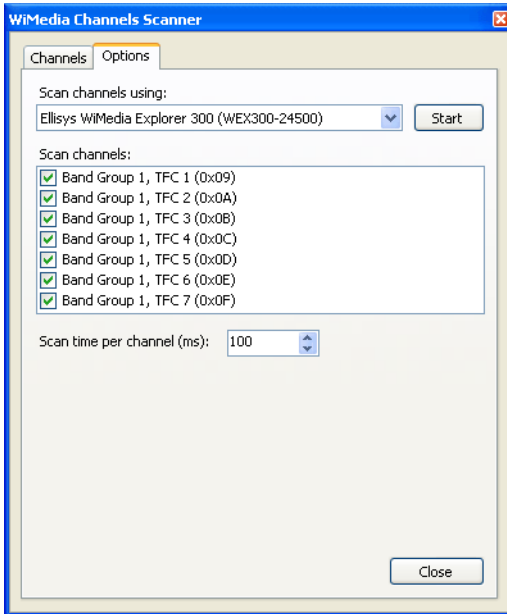 WiMedia Channels Scanner
Channels Options
Scan channels using:
Ellisys WiMedia Explorer 300 (WEX300-24500) Start
Scan channels:
Band Group 1, TFC 1 (0x09)
Band Group 1, TFC 2 (0x0A)
Band Group 1, TFC 3 (0x0B)
Band Group 1, TFC 4 (0x0C)
Band Group 1, TFC 5 (0x0D)
Band Group 1, TFC 6 (0x0E)
Band Group 1, TFC 7 (0x0F)
Scan time per channel (ms): 100
Close